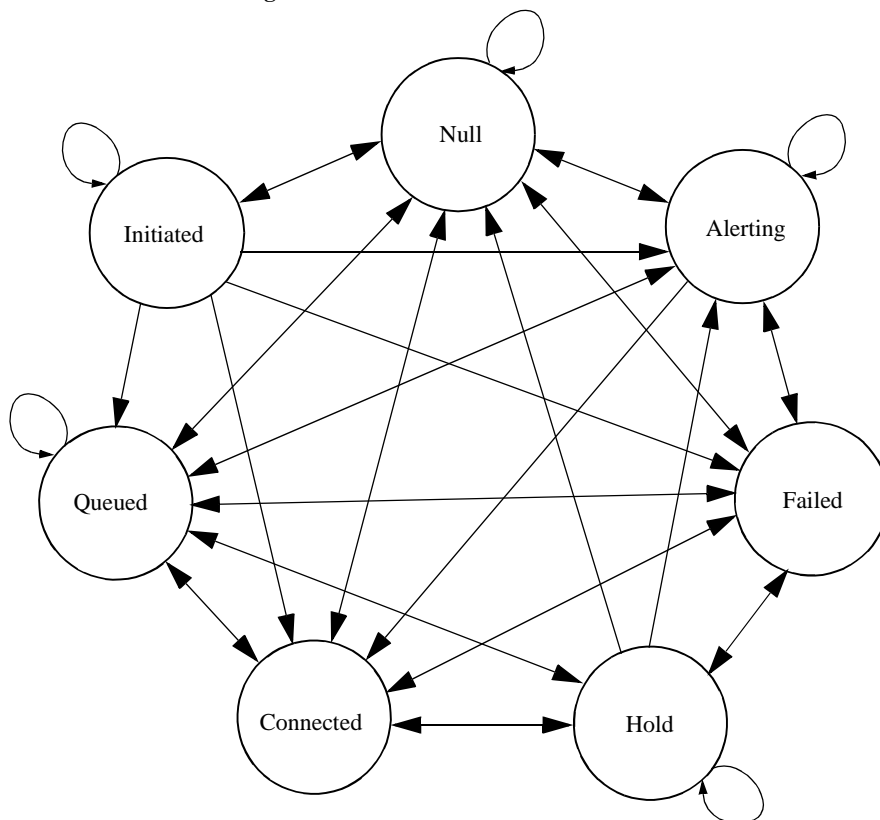 Null
Initiated
Alerting
Queued
Failed
Connected
Hold